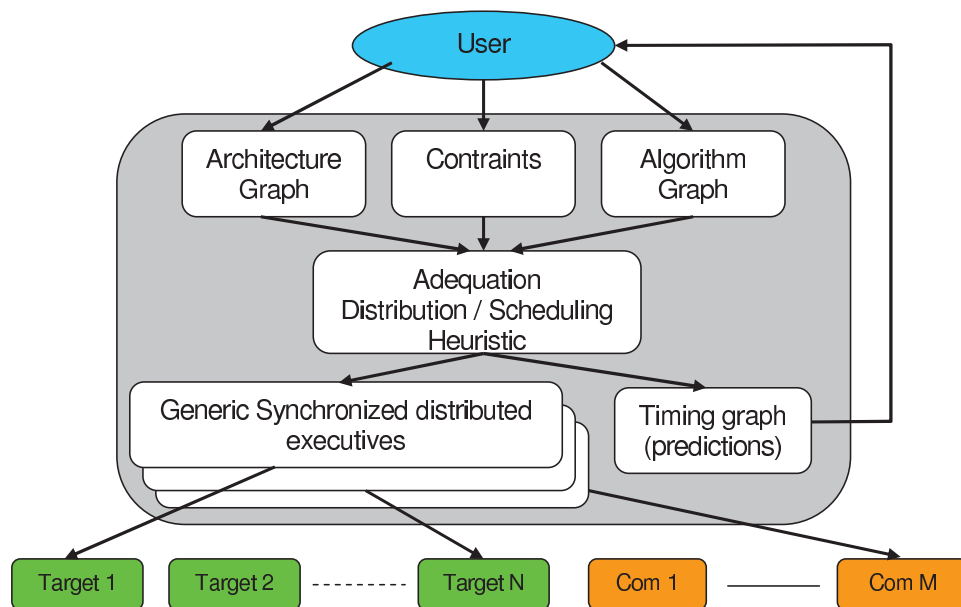 User
Architecture
Graph
Contraints
Algorithm
Graph
Adequation
Distribution / Scheduling
Heuristic
Generic Synchronized distributed
executives
Timing graph
(predictions)
Target 1
Target 2
Target N
Com 1
Com M